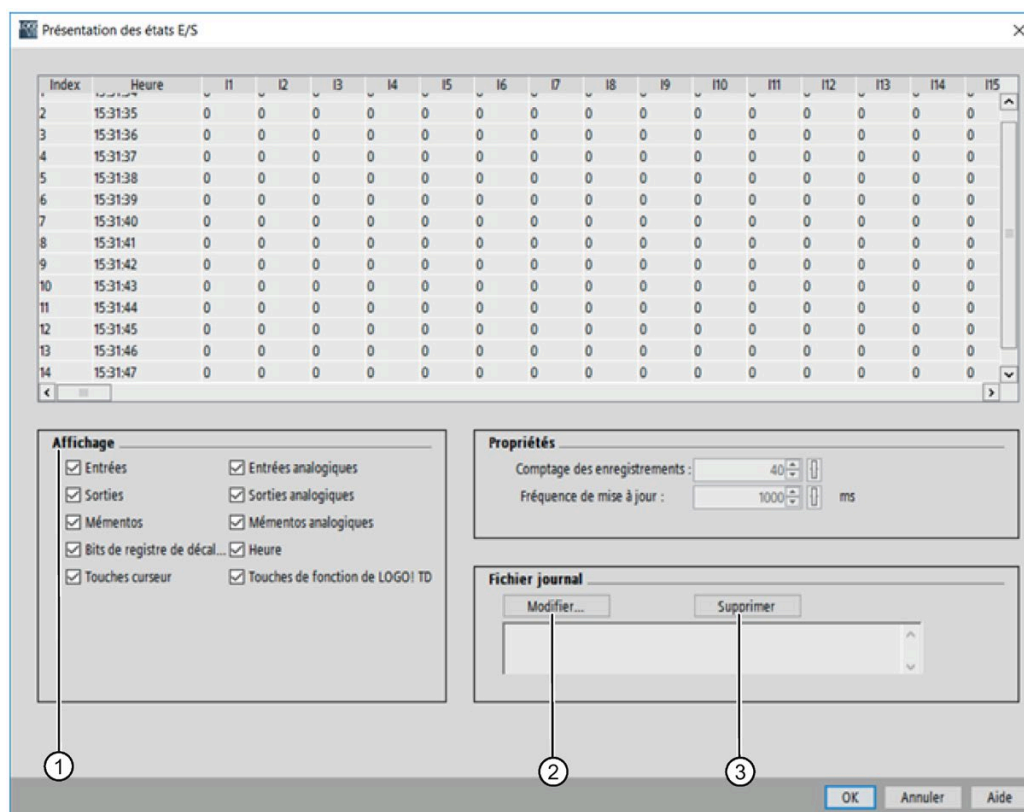 Présentation des états E/S
Index Heure I1 I2 I3 I4 I5 I6 I7 I8 I9 I10 I11 I12 I13 I14 I15
2 15:31:35 0 0 0 0 0 0 0 0 0 0 0 0 0 0 0
3 15:31:36 0 0 0 0 0 0 0 0 0 0 0 0 0 0 0
4 15:31:37 0 0 0 0 0 0 0 0 0 0 0 0 0 0 0
5 15:31:38 0 0 0 0 0 0 0 0 0 0 0 0 0 0 0
6 15:31:39 0 0 0 0 0 0 0 0 0 0 0 0 0 0 0
7 15:31:40 0 0 0 0 0 0 0 0 0 0 0 0 0 0 0
8 15:31:41 0 0 0 0 0 0 0 0 0 0 0 0 0 0 0
9 15:31:42 0 0 0 0 0 0 0 0 0 0 0 0 0 0 0
10 15:31:43 0 0 0 0 0 0 0 0 0 0 0 0 0 0 0
11 15:31:44 0 0 0 0 0 0 0 0 0 0 0 0 0 0 0
12 15:31:45 0 0 0 0 0 0 0 0 0 0 0 0 0 0 0
13 15:31:46 0 0 0 0 0 0 0 0 0 0 0 0 0 0 0
14 15:31:47 0 0 0 0 0 0 0 0 0 0 0 0 0 0 0
Affichage
Entrées Entrées analogiques
Sorties Sorties analogiques
Mémentos Mémentos analogiques
Bits de registre de décal... Heure
Touches curseur Touches de fonction de LOGO! TD
Propriétés
Comptage des enregistrements : 40
Fréquence de mise à jour : 1000 ms
Fichier journal
Modifier... Supprimer
1 2 3
OK Annuler Aide